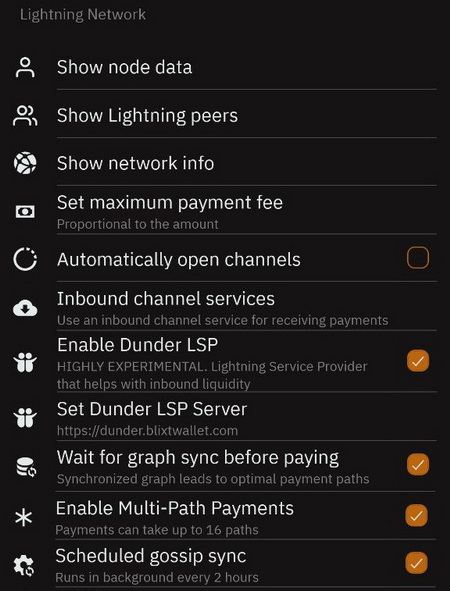 Lightning Network
Show node data
Show Lightning peers
Show network info
Set maximum payment fee
Proportional to the amount
Automatically open channels
Inbound channel services
Use an inbound channel service for receiving payments
Enable Dunder LSP
HIGHLY EXPERIMENTAL. Lightning Service Provider
that helps with inbound liquidity
Set Dunder LSP Server
https://dunder.blixtwallet.com
Wait for graph sync before paying
Synchronized graph leads to optimal payment paths
Enable Multi-Path Payments
Payments can take up to 16 paths
Scheduled gossip sync
Runs in background every 2 hours